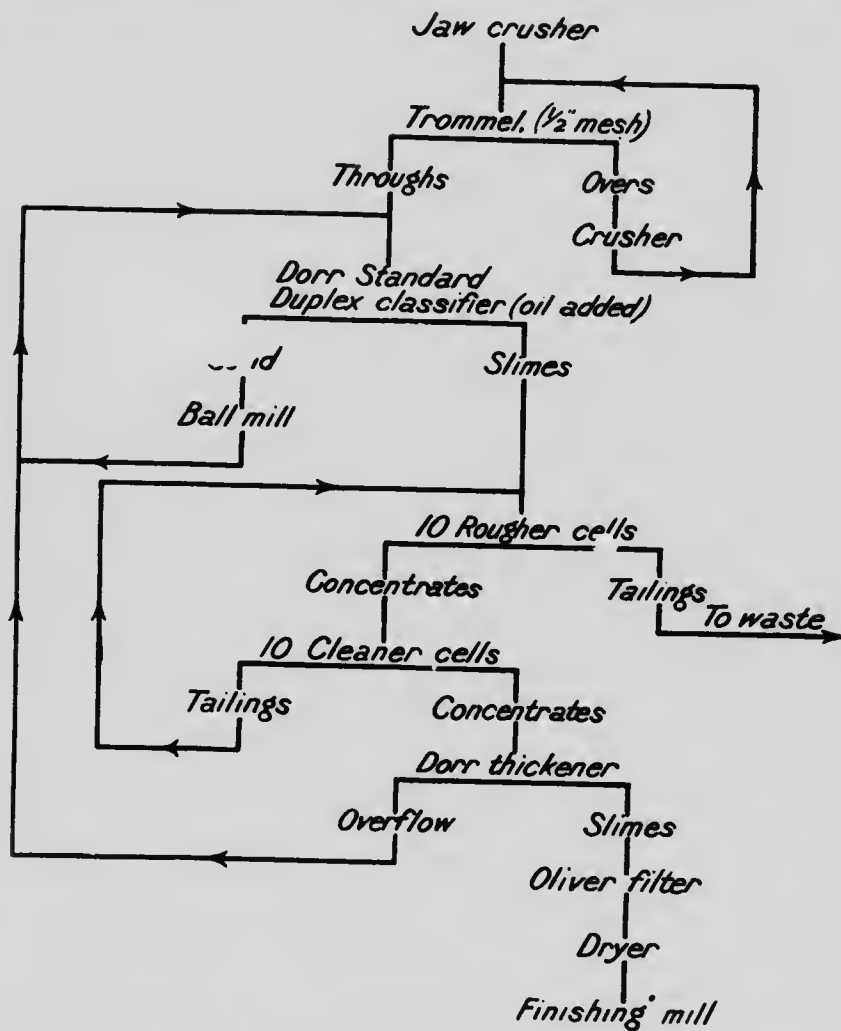 Jaw crusher
Trommel. (½" mesh)
Throughs
Overs
Crusher
Dorr Standard
Duplex classifier (oil added)
Slimes
Ball mill
10 Rougher cells
Concentrates
Tailings
To waste
10 Cleaner cells
Tailings
Concentrates
Dorr thickener
Overflow
Slimes
Oliver filter
Dryer
Finishing mill